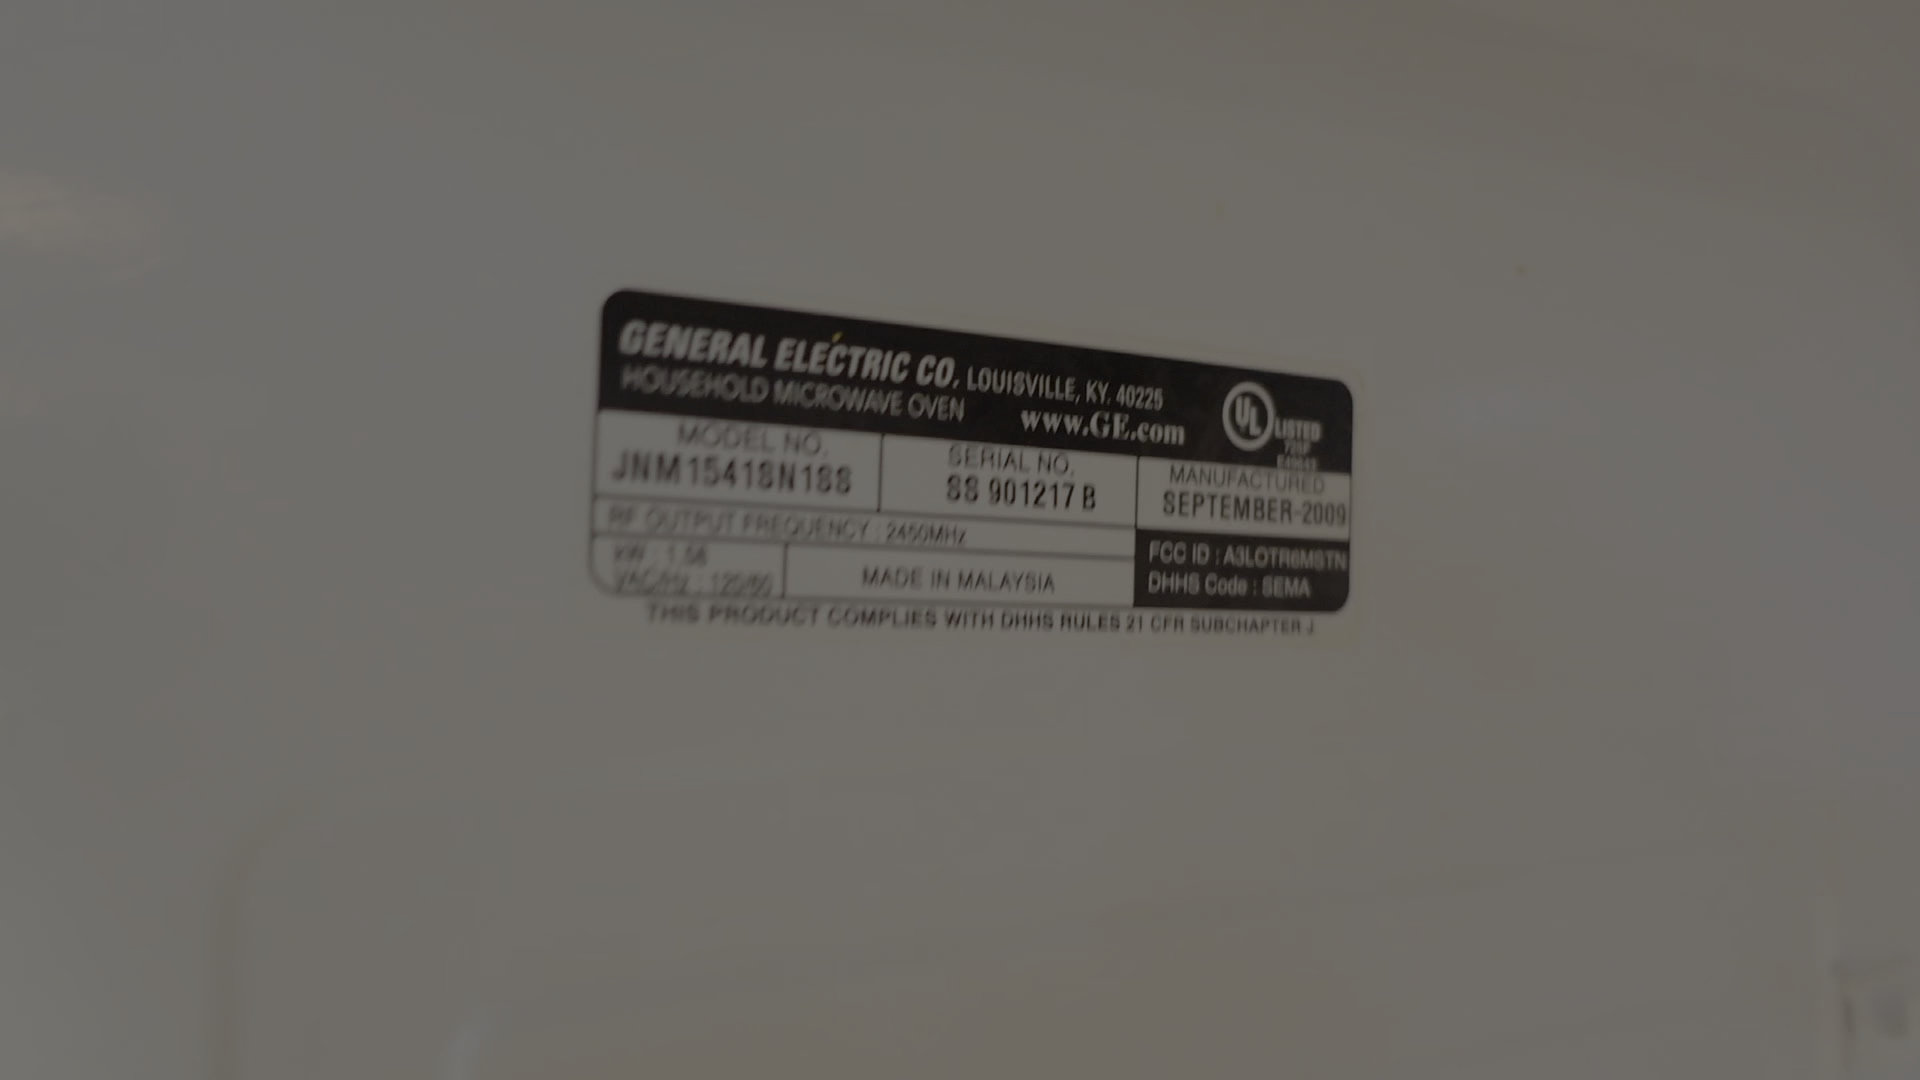 GENERAL ELECTRIC CO. LOUISVILLE, KY. 40225
HOUSEHOLD MICROWAVE OVEN www.GE.com
UL LISTED
MODEL NO.
JNM1541SN1SS
SERIAL NO.
SS 901217 B
MANUFACTURED
SEPTEMBER-2009
RF OUTPUT FREQUENCY : 2450MHz
kW : 1.58
VAC/Hz : 120/60
MADE IN MALAYSIA
FCC ID : A3LOTR6MSTN
DHHS Code : SEMA
THIS PRODUCT COMPLIES WITH DHHS RULES 21 CFR SUBCHAPTER J